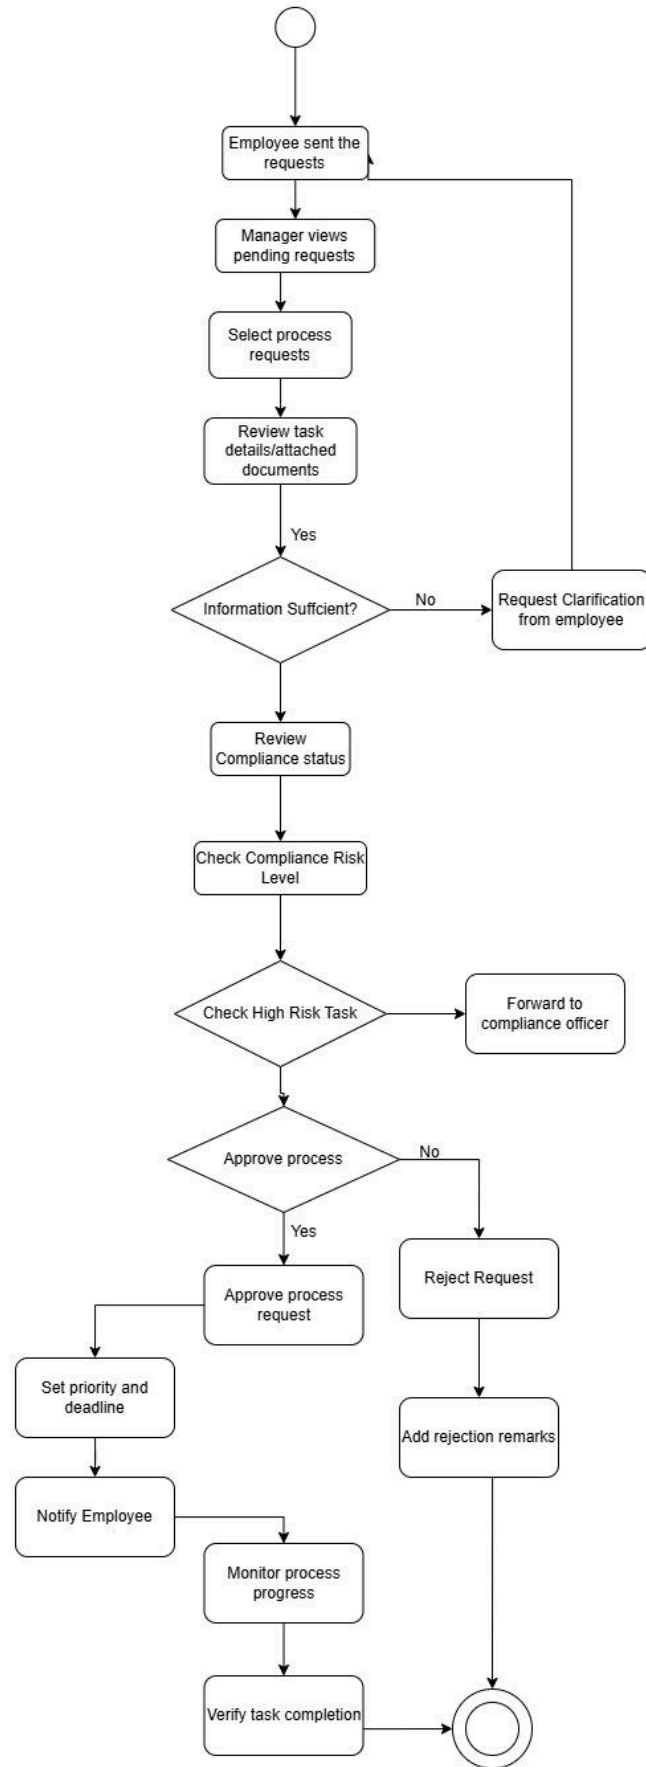 Employee sent the
requests
Manager views
pending requests
Select process
requests
Review task
details/attached
documents
Yes
Information Suffcient?
No
Request Clarification
from employee
Review
Compliance status
Check Compliance Risk
Level
Check High Risk Task
Forward to
compliance officer
Approve process
No
Yes
Approve process
request
Reject Request
Set priority and
deadline
Add rejection remarks
Notify Employee
Monitor process
progress
Verify task completion